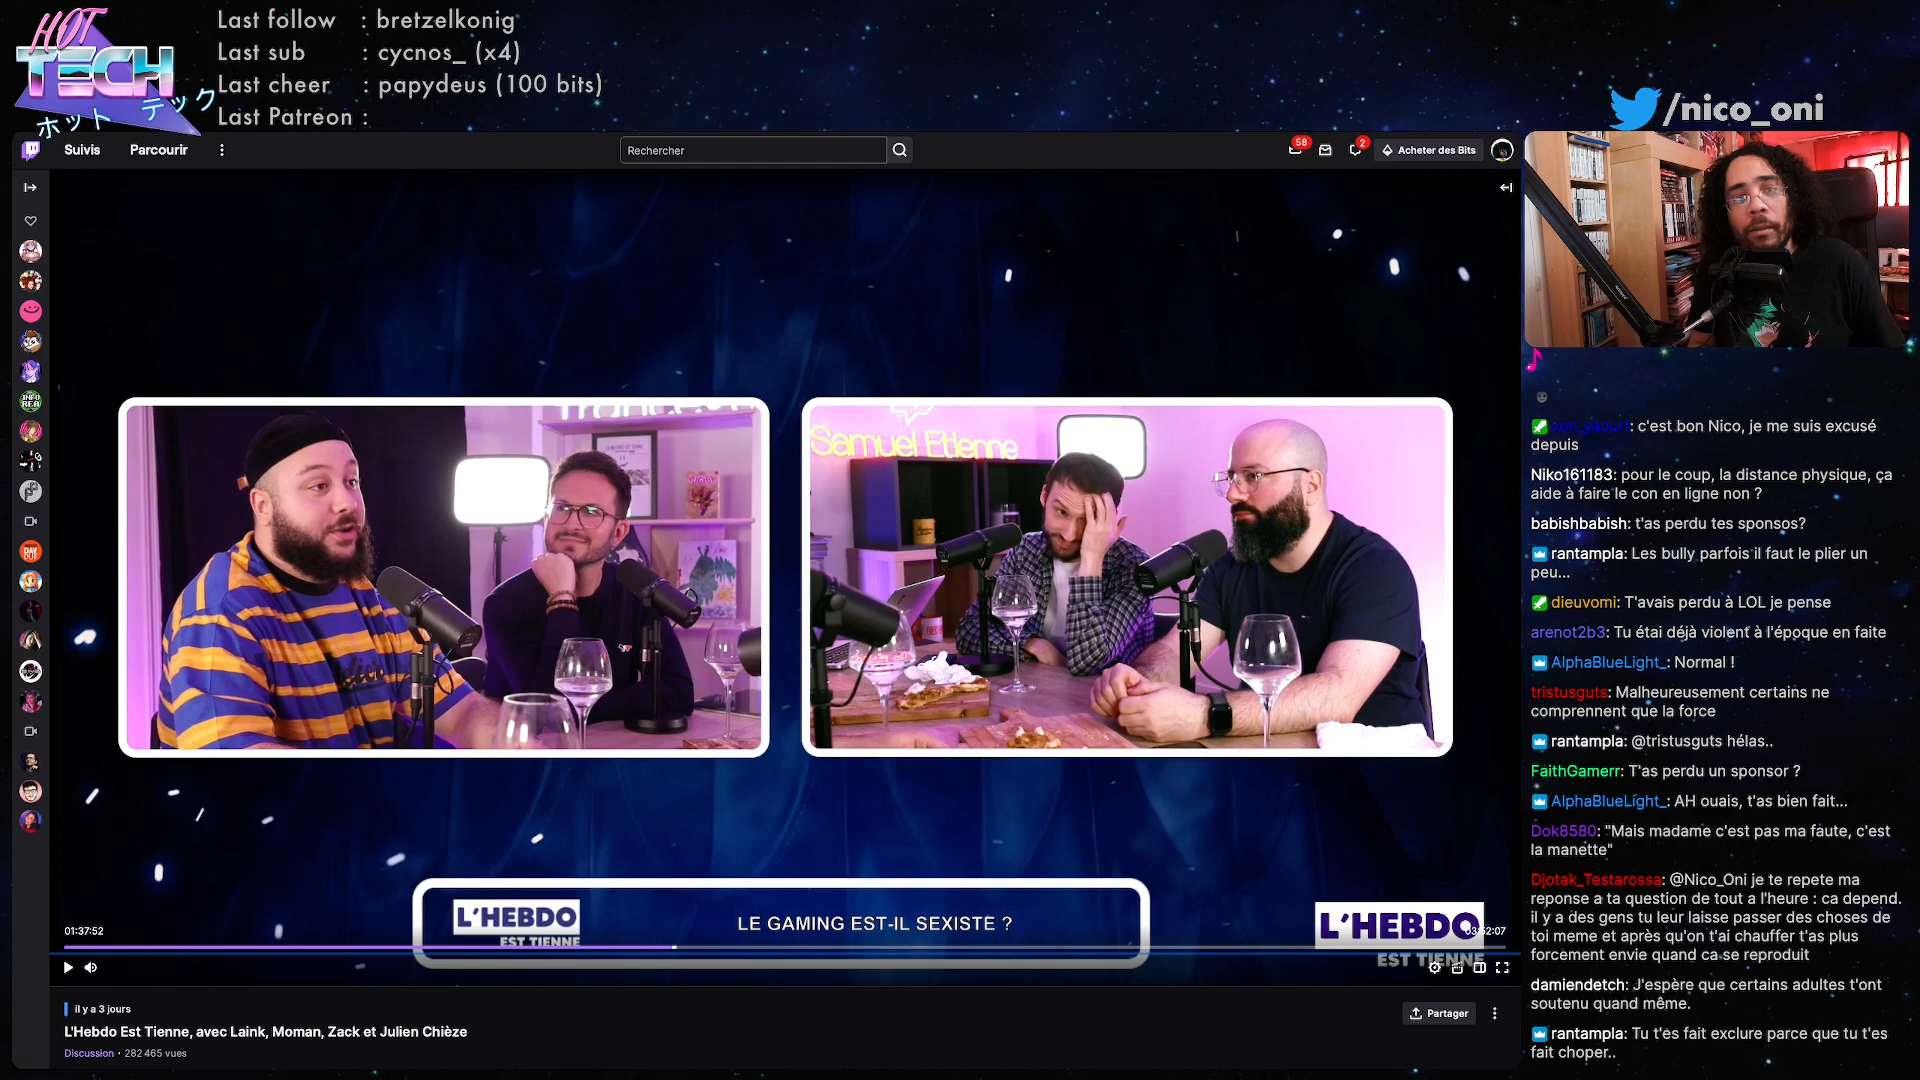 HOT
TECH
ホット テック
Last follow : bretzelkonig
Last sub : cycnos_ (x4)
Last cheer : papydeus (100 bits)
Last Patreon :
/nico_oni
Suivis
Parcourir
Rechercher
58
2
Acheter des Bits
INFO
REA
DAY
Samuel Etienne
01:37:52
L'HEBDO
EST TIENNE
LE GAMING EST-IL SEXISTE ?
L'HEBDO
EST TIENNE
il y a 3 jours
L'Hebdo Est Tienne, avec Laink, Moman, Zack et Julien Chièze
Discussion • 282 465 vues
Partager
: c'est bon Nico, je me suis excusé
depuis
Niko161183: pour le coup, la distance physique, ça
aide à faire le con en ligne non ?
babishbabish: t'as perdu tes sponsos?
rantampla: Les bully parfois il faut le plier un
peu...
dieuvomi: T'avais perdu à LOL je pense
arenot2b3: Tu étai déjà violent à l'époque en faite
AlphaBlueLight_: Normal !
tristusguts: Malheureusement certains ne
comprennent que la force
rantampla: @tristusguts hélas..
FaithGamerr: T'as perdu un sponsor ?
AlphaBlueLight_: AH ouais, t'as bien fait...
Dok8580: "Mais madame c'est pas ma faute, c'est
la manette"
Djotak_Testarossa: @Nico_Oni je te repete ma
reponse a ta question de tout a l'heure : ca depend.
il y a des gens tu leur laisse passer des choses de
toi meme et après qu'on t'ai chauffer t'as plus
forcement envie quand ca se reproduit
damiendetch: J'espère que certains adultes t'ont
soutenu quand même.
rantampla: Tu t'es fait exclure parce que tu t'es
fait choper..